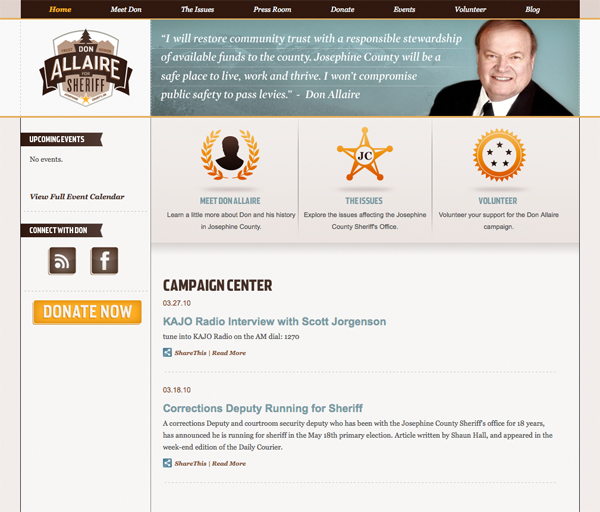 Home Meet Don The Issues Press Room Donate Events Volunteer Blog
DON
ALLAIRE
FOR
SHERIFF
“I will restore community trust with a responsible stewardship
of available funds to the county. Josephine County will be a
safe place to live, work and thrive. I won’t compromise
public safety to pass levies.” - Don Allaire
UPCOMING EVENTS
No events.
View Full Event Calendar
CONNECT WITH DON
DONATE NOW
JC
MEET DON ALLAIRE
Learn a little more about Don and his history
in Josephine County.
THE ISSUES
Explore the issues affecting the Josephine
County Sheriff's Office.
VOLUNTEER
Volunteer your support for the Don Allaire
campaign.
CAMPAIGN CENTER
03.27.10
KAJO Radio Interview with Scott Jorgenson
tune into KAJO Radio on the AM dial: 1270
ShareThis | Read More
03.18.10
Corrections Deputy Running for Sheriff
A corrections Deputy and courtroom security deputy who has been with the Josephine County Sheriff's office for 18 years,
has announced he is running for sheriff in the May 18th primary election. Article written by Shaun Hall, and appeared in the
week-end edition of the Daily Courier.
ShareThis | Read More